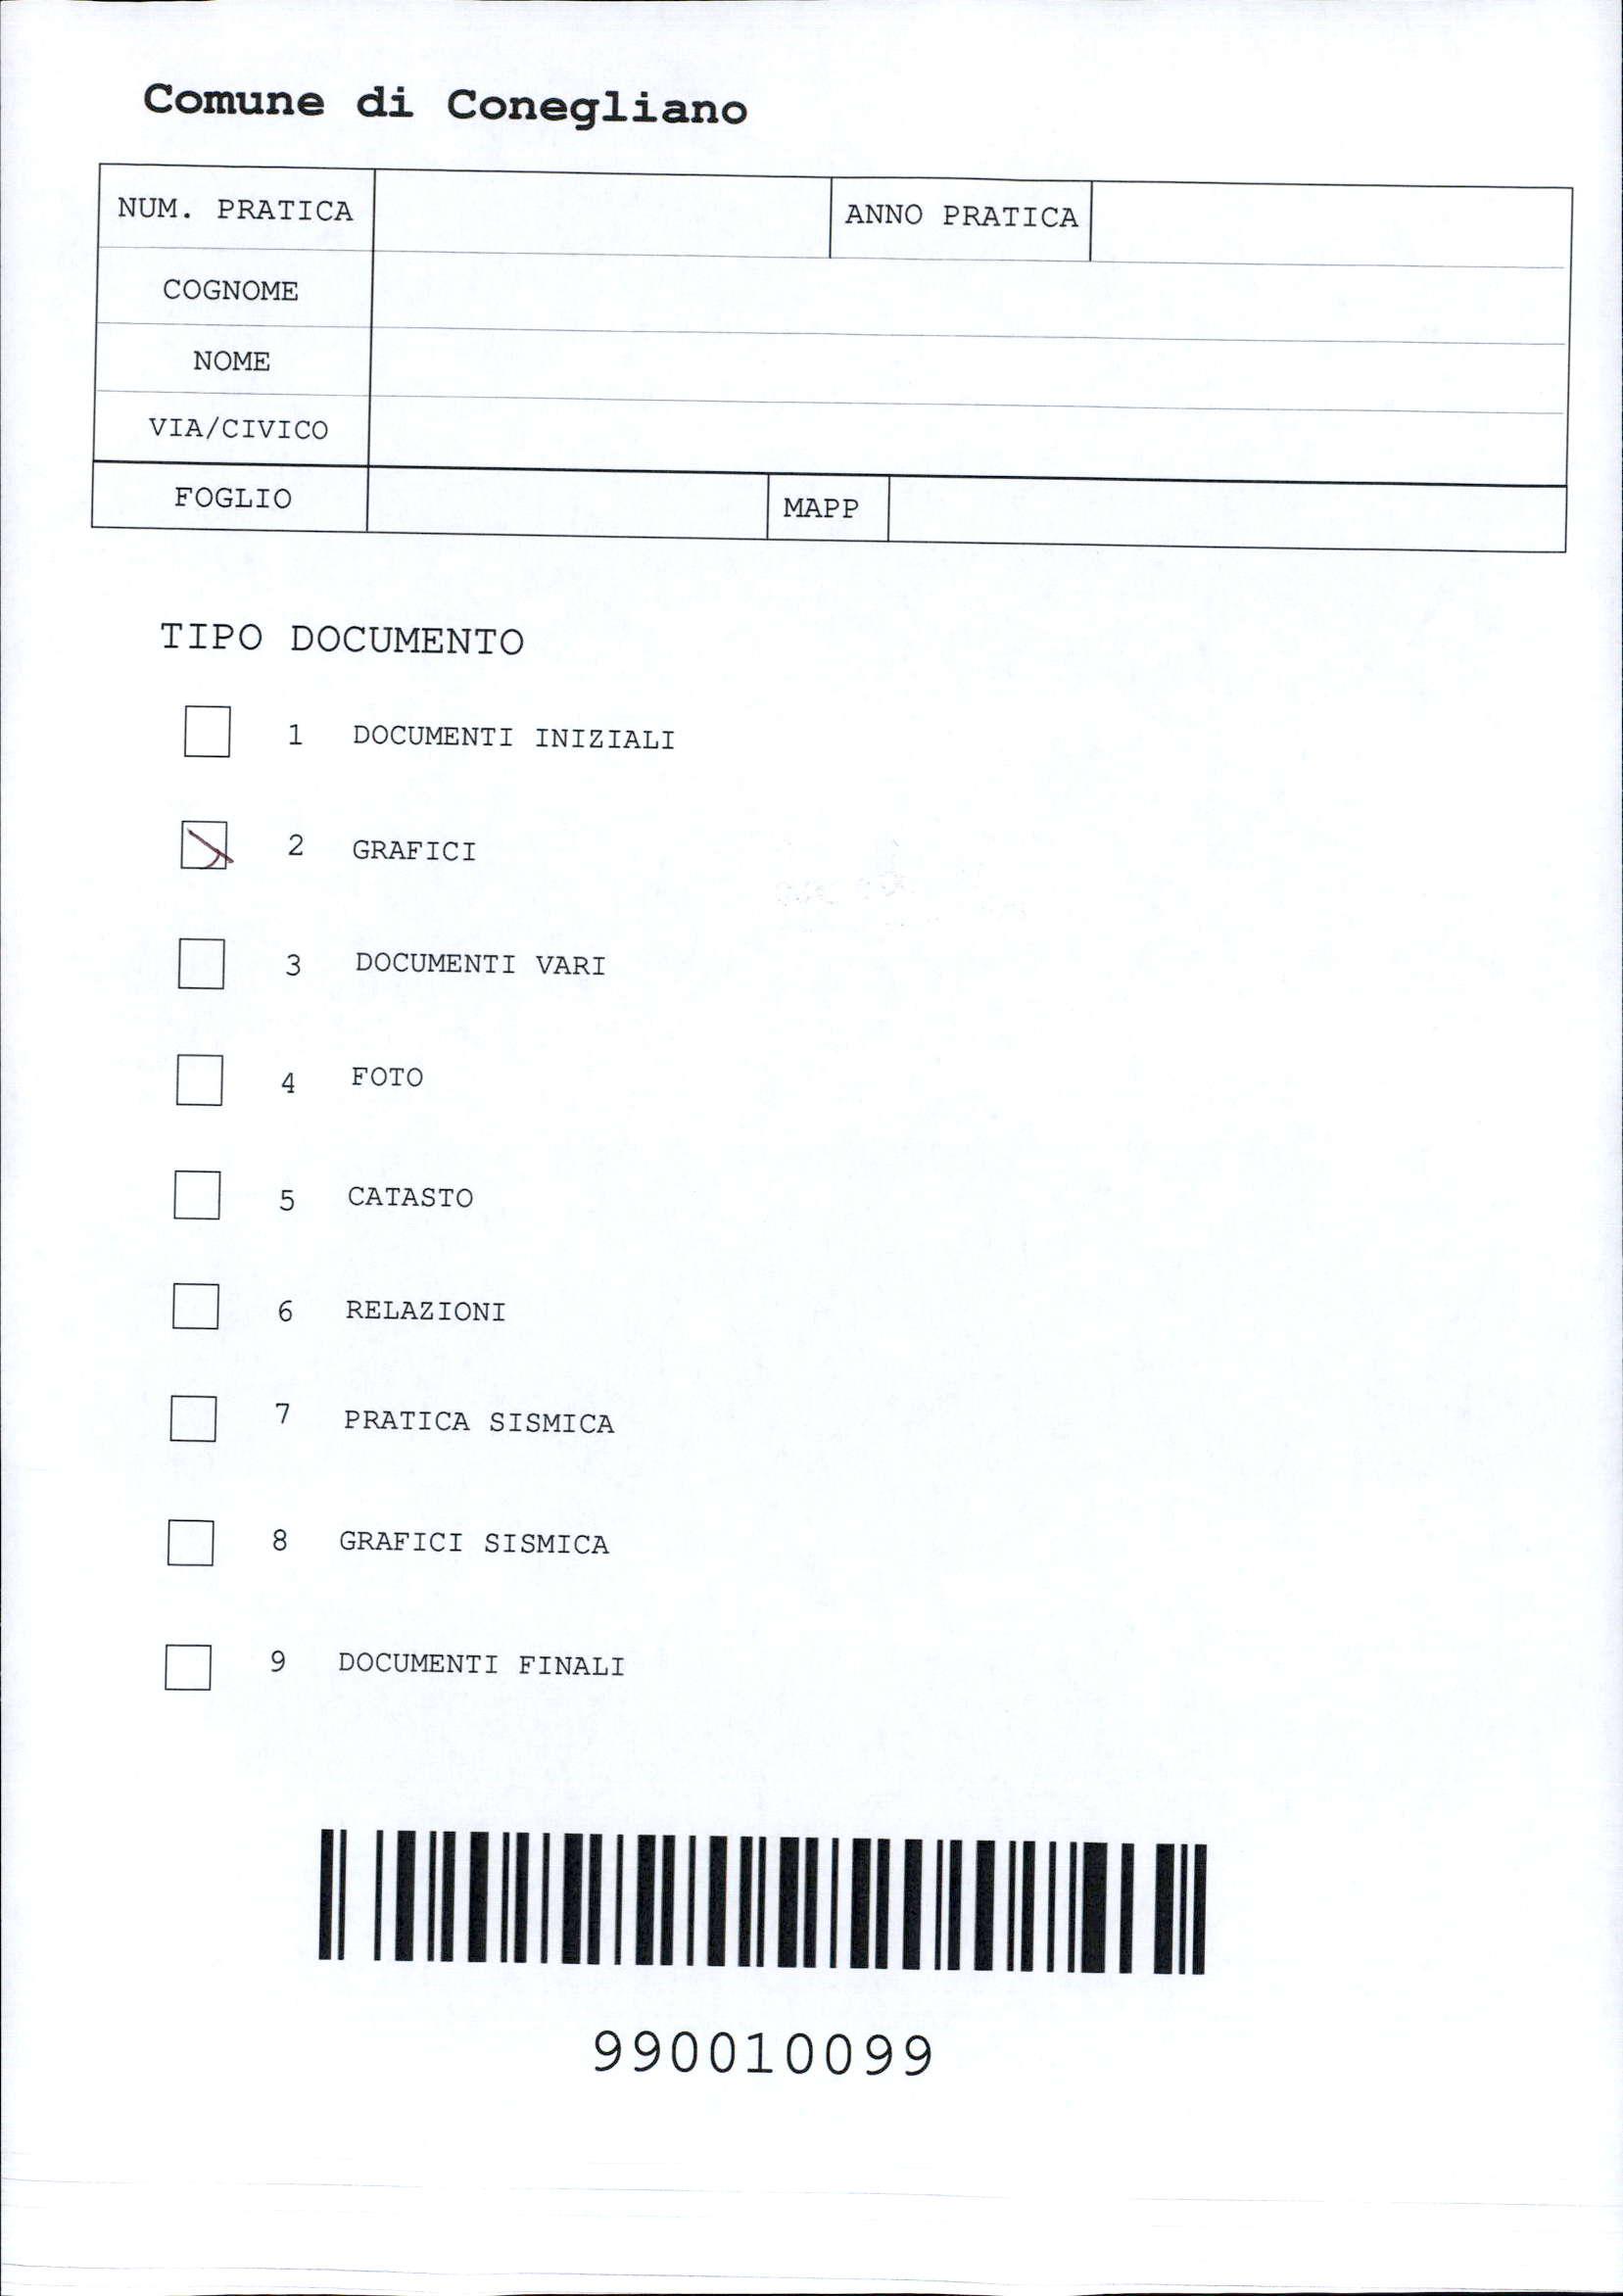 Comune di Conegliano
NUM. PRATICA ANNO PRATICA
COGNOME
NOME
VIA/CIVICO
FOGLIO MAPP
TIPO DOCUMENTO
1 DOCUMENTI INIZIALI
2 GRAFICI
3 DOCUMENTI VARI
4 FOTO
5 CATASTO
6 RELAZIONI
7 PRATICA SISMICA
8 GRAFICI SISMICA
9 DOCUMENTI FINALI
990010099